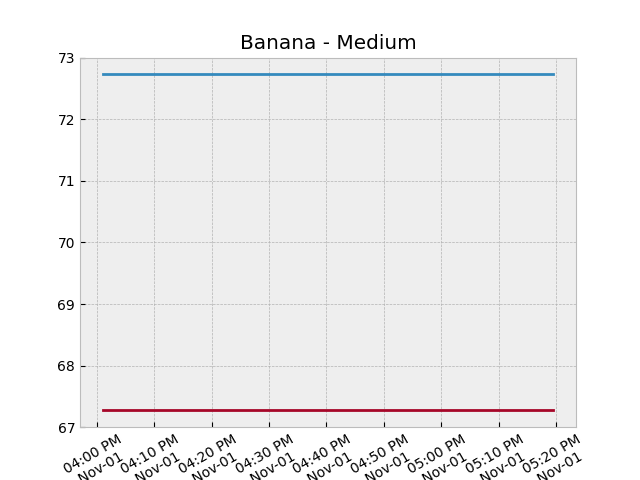 Banana - Medium
73
72
71
70
69
68
67
04:00 PM
Nov-01
04:10 PM
Nov-01
04:20 PM
Nov-01
04:30 PM
Nov-01
04:40 PM
Nov-01
04:50 PM
Nov-01
05:00 PM
Nov-01
05:10 PM
Nov-01
05:20 PM
Nov-01